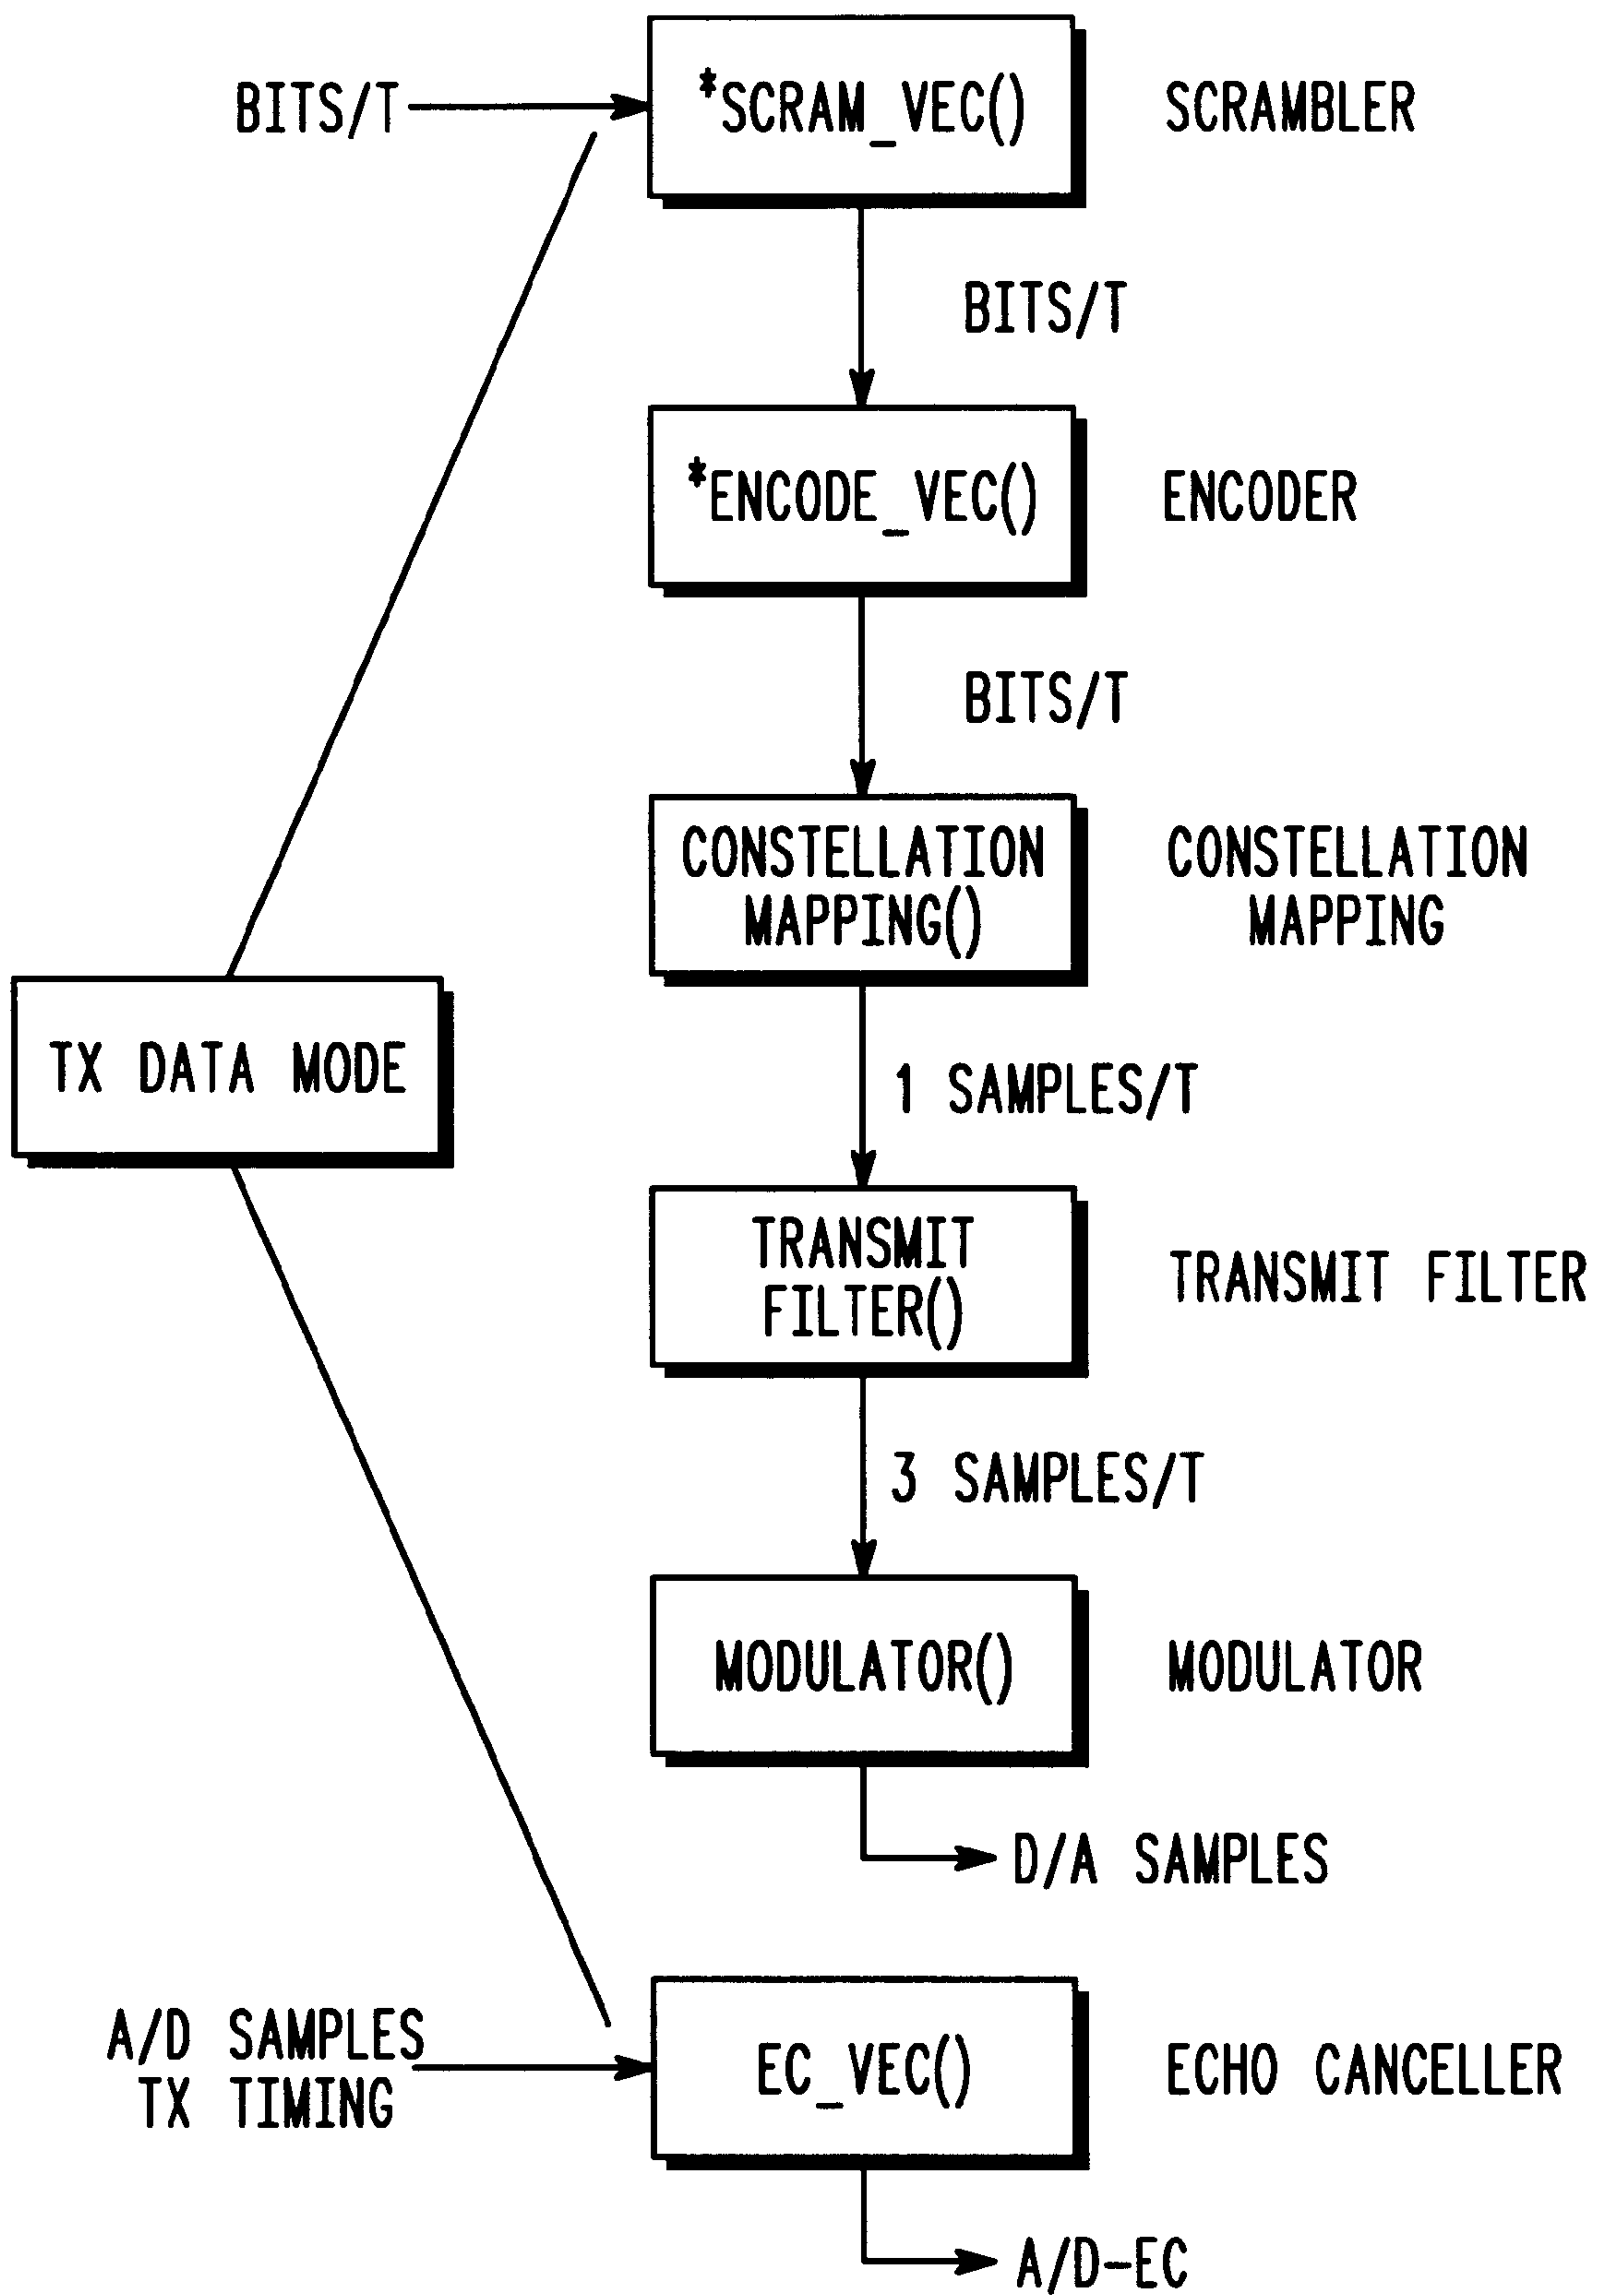 BITS/T
*SCRAM_VEC()
SCRAMBLER
BITS/T
*ENCODE_VEC()
ENCODER
BITS/T
CONSTELLATION
MAPPING()
CONSTELLATION
MAPPING
TX DATA MODE
1 SAMPLES/T
TRANSMIT
FILTER()
TRANSMIT FILTER
3 SAMPLES/T
MODULATOR()
MODULATOR
D/A SAMPLES
A/D SAMPLES
TX TIMING
EC_VEC()
ECHO CANCELLER
A/D-EC